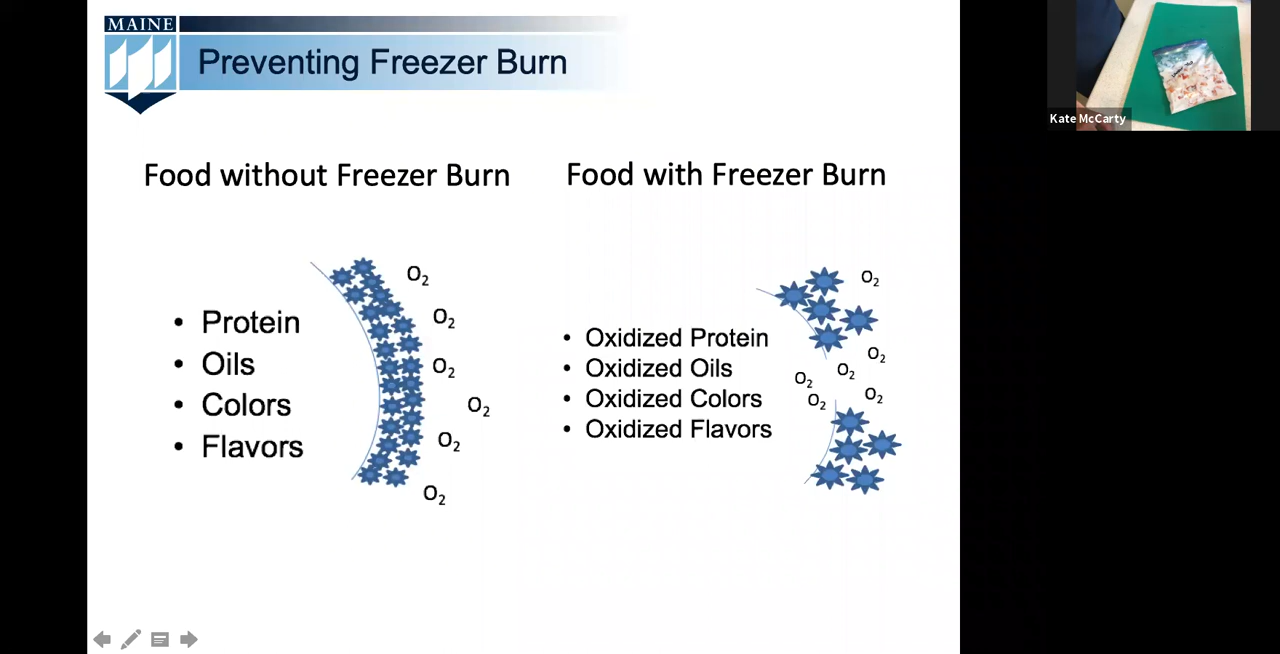 MAINE
Preventing Freezer Burn
Food without Freezer Burn
• Protein
• Oils
• Colors
• Flavors
O2
O2
O2
O2
O2
O2
Food with Freezer Burn
• Oxidized Protein
• Oxidized Oils
• Oxidized Colors
• Oxidized Flavors
O2
O2
O2
O2
O2
O2
Kate McCarty